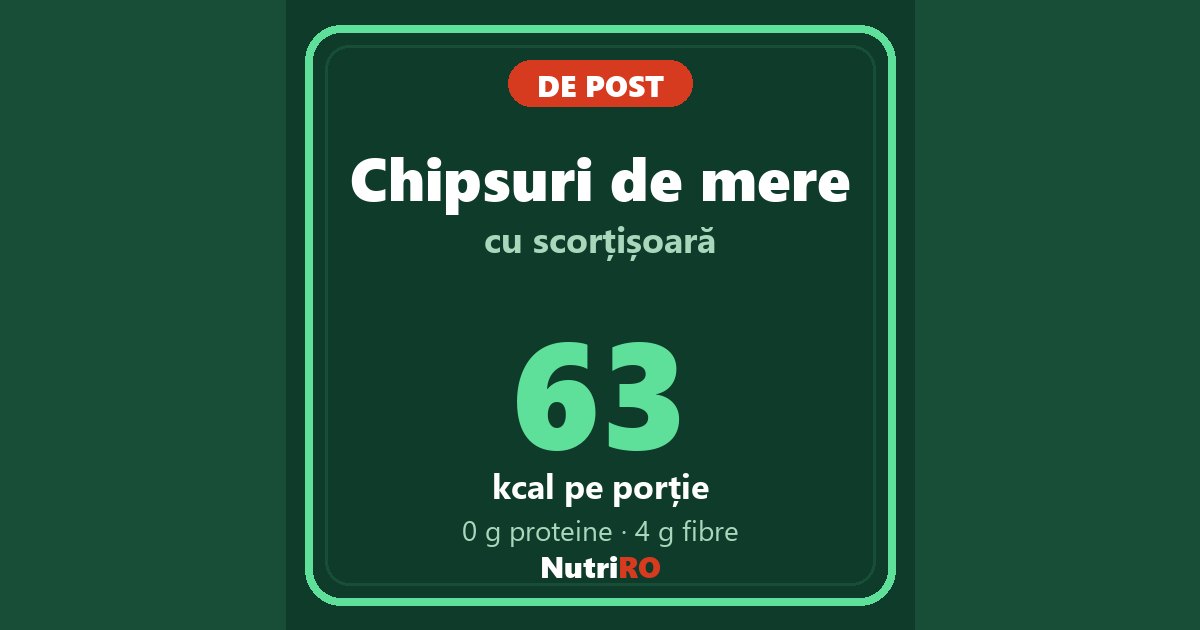 DE POST
Chipsuri de mere
cu scorțișoară
63
kcal pe porție
0 g proteine · 4 g fibre
NutriRO